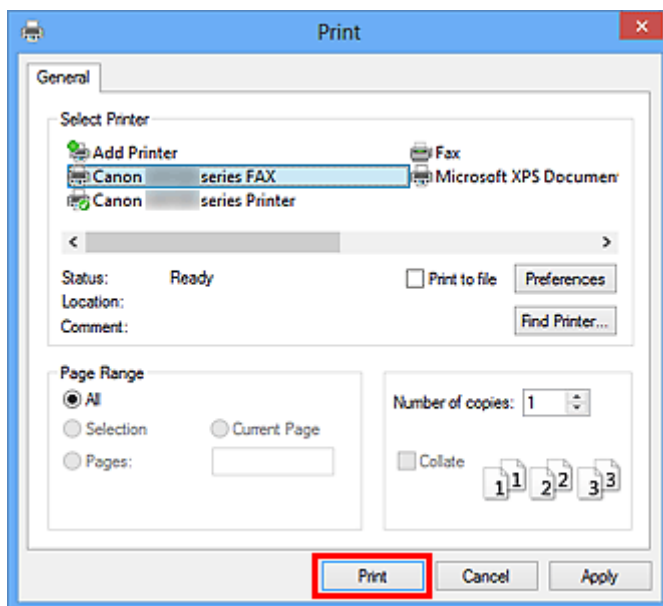 Print
General
Select Printer
Add Printer
Fax
Canon series FAX
Microsoft XPS Documen
Canon series Printer
Status: Ready
Print to file
Preferences
Location:
Comment:
Find Printer...
Page Range
All
Selection
Current Page
Pages:
Number of copies: 1
Collate
1 1 2 2 3 3
Print
Cancel
Apply